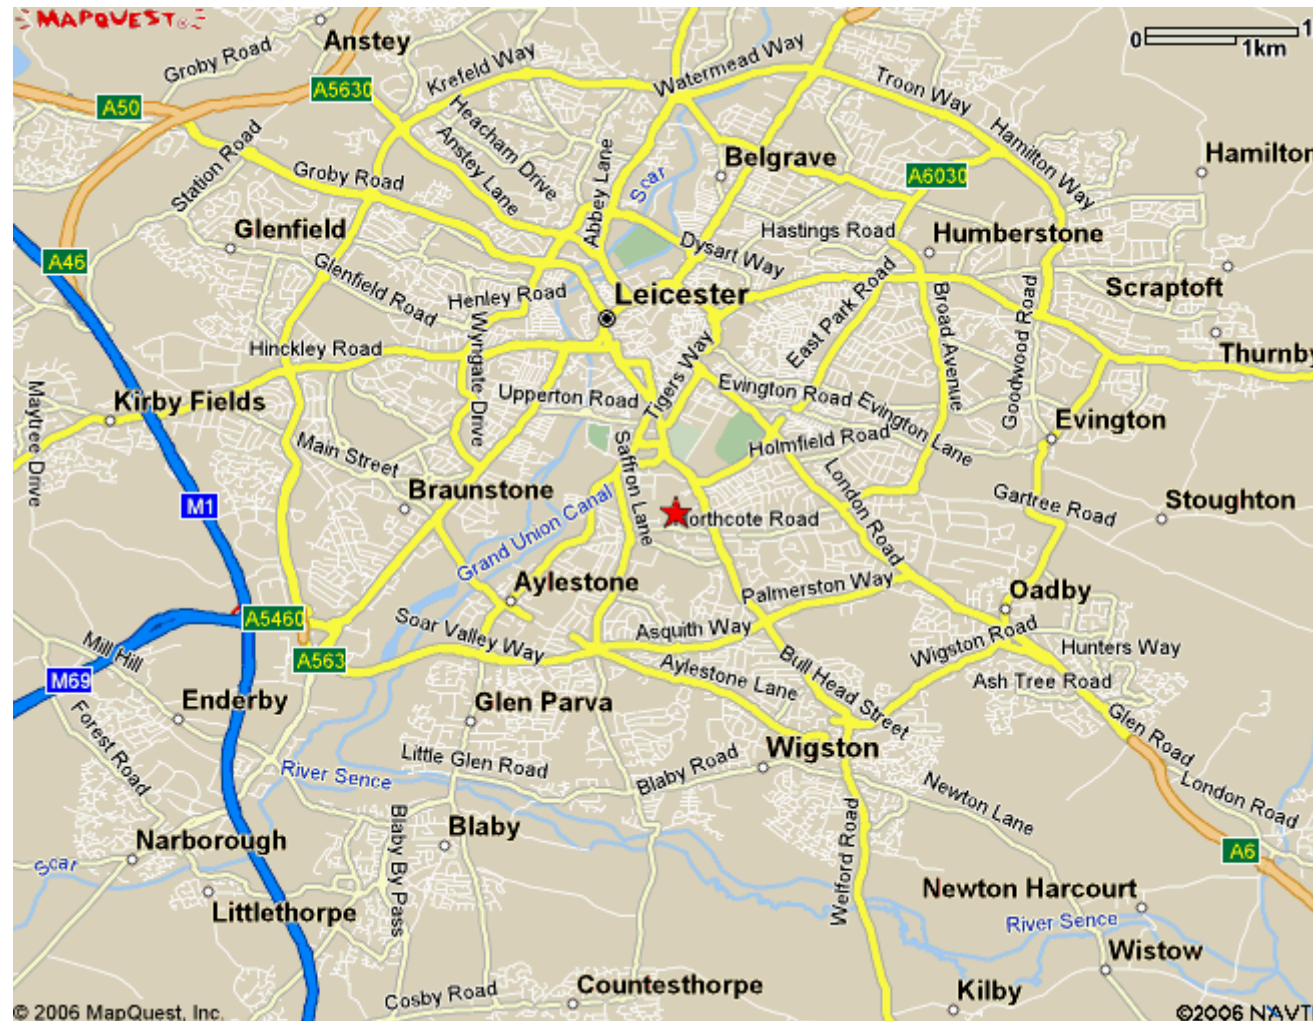 MAPQUEST
Anstey
Groby Road
Krefeld Way
Watermead Way
0
1
1km
A50
A5630
Heacham Drive
Anstey Lane
Troon Way
Hamilton Way
Station Road
Abbey Lane
Belgrave
A6030
Hamilton
Groby Road
Scar
Glenfield
Dysart Way
Hastings Road
Humberstone
A46
Glenfield Road
Henley Road
Leicester
East Park Road
Broad Avenue
Goodwood Road
Scraptoft
Hinckley Road
Wyngate Drive
Tigers Way
Thurnby
Maytree Drive
Kirby Fields
Upperton Road
Evington Road
Evington Lane
Evington
Main Street
Saffron Lane
Holmfield Road
Braunstone
M1
Grand Union Canal
London Road
Gartree Road
Stoughton
orthcote Road
Aylestone
Palmerston Way
Oadby
A5460
Soar Valley Way
Asquith Way
Wigston Road
Hunters Way
Mill Hill
A563
M69
Aylestone Lane
Bull Head Street
Ash Tree Road
Enderby
Glen Parva
Glen Road
Forest Road
Wigston
Little Glen Road
River Sence
Blaby Road
Newton Lane
London Road
Blaby By Pass
Blaby
Welford Road
Narborough
A6
Scar
Littlethorpe
Newton Harcourt
River Sence
Wistow
Countesthorpe
Cosby Road
Kilby
© 2006 MapQuest, Inc.
©2006 NAVT